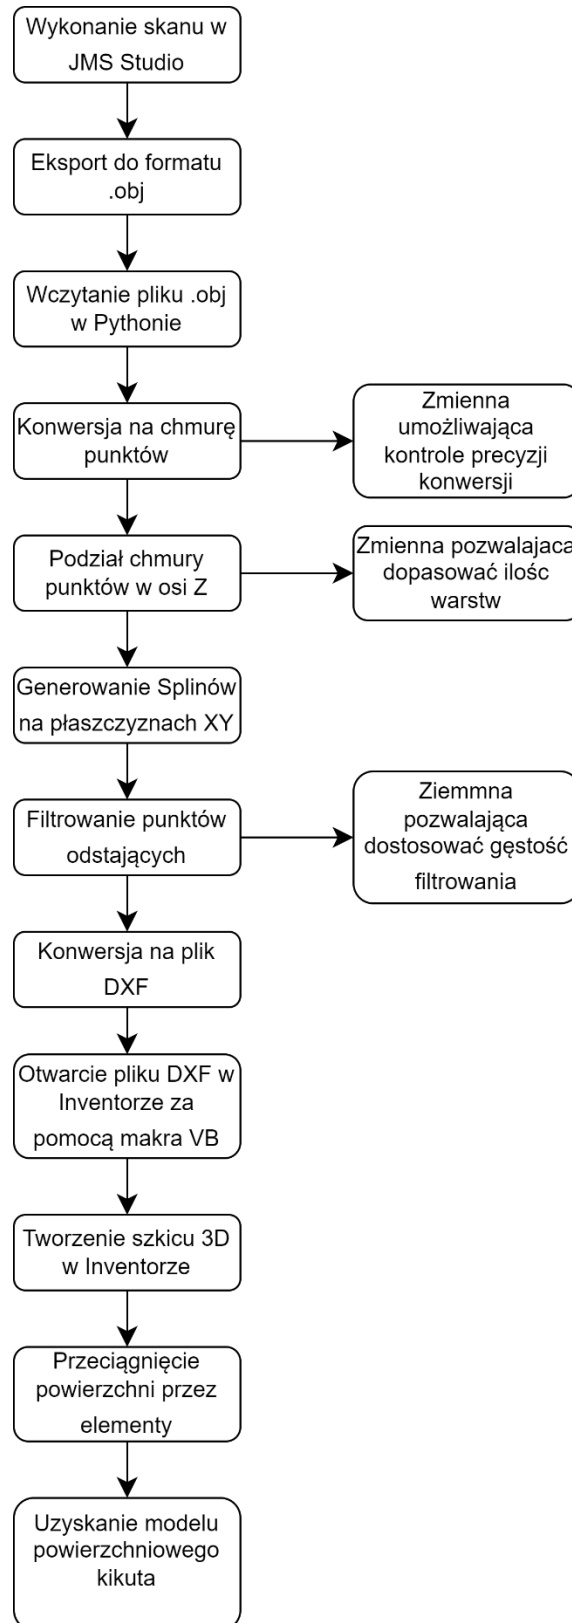 Wykonanie skanu w
JMS Studio
Eksport do formatu
.obj
Wczytanie pliku .obj
w Pythonie
Konwersja na chmurę
punktów
Zmienna
umożliwiająca
kontrole precyzji
konwersji
Podział chmury
punktów w osi Z
Zmienna pozwalajaca
dopasować ilośc
warstw
Generowanie Splinów
na płaszczyznach XY
Filtrowanie punktów
odstających
Ziemmna
pozwalająca
dostosować gęstość
filtrowania
Konwersja na plik
DXF
Otwarcie pliku DXF w
Inventorze za
pomocą makra VB
Tworzenie szkicu 3D
w Inventorze
Przeciągnięcie
powierzchni przez
elementy
Uzyskanie modelu
powierzchniowego
kikuta